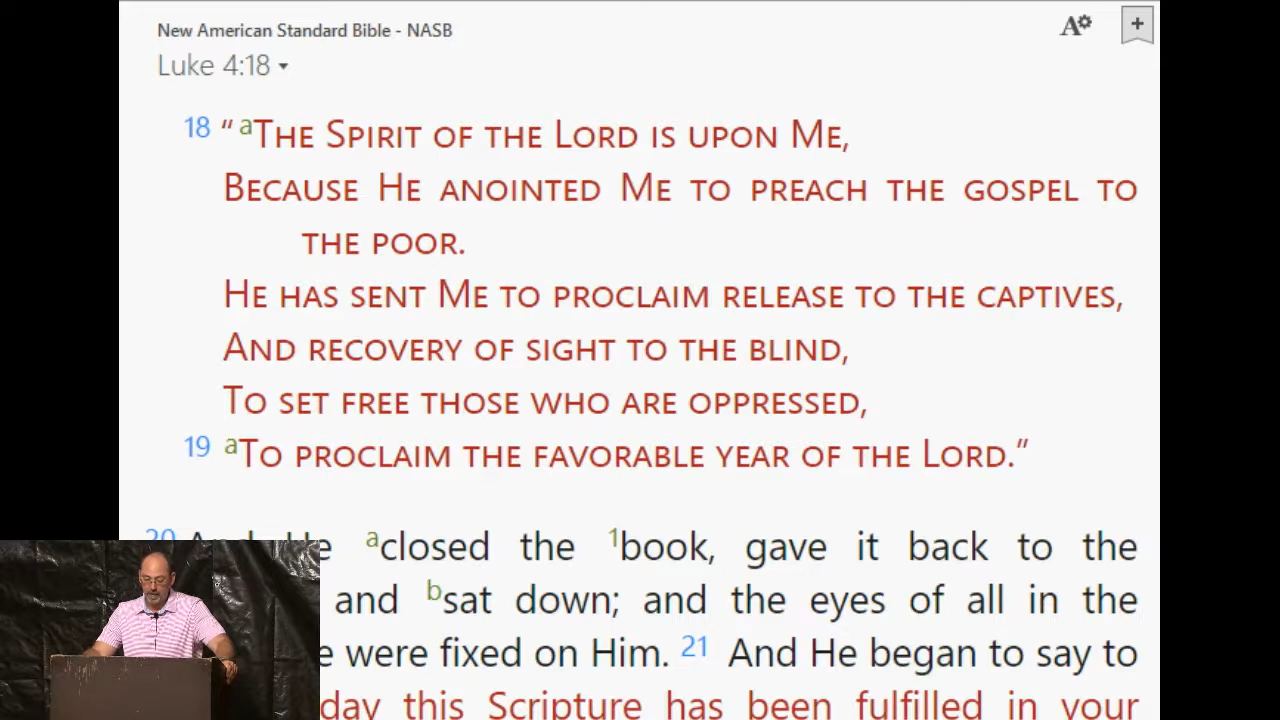 New American Standard Bible - NASB
Luke 4:18
18 “ aThe Spirit of the Lord is upon Me,
Because He anointed Me to preach the gospel to
the poor.
He has sent Me to proclaim release to the captives,
And recovery of sight to the blind,
To set free those who are oppressed,
19 aTo proclaim the favorable year of the Lord.”
20 And He aclosed the 1book, gave it back to the
and bsat down; and the eyes of all in the
e were fixed on Him. 21 And He began to say to
day this Scripture has been fulfilled in your